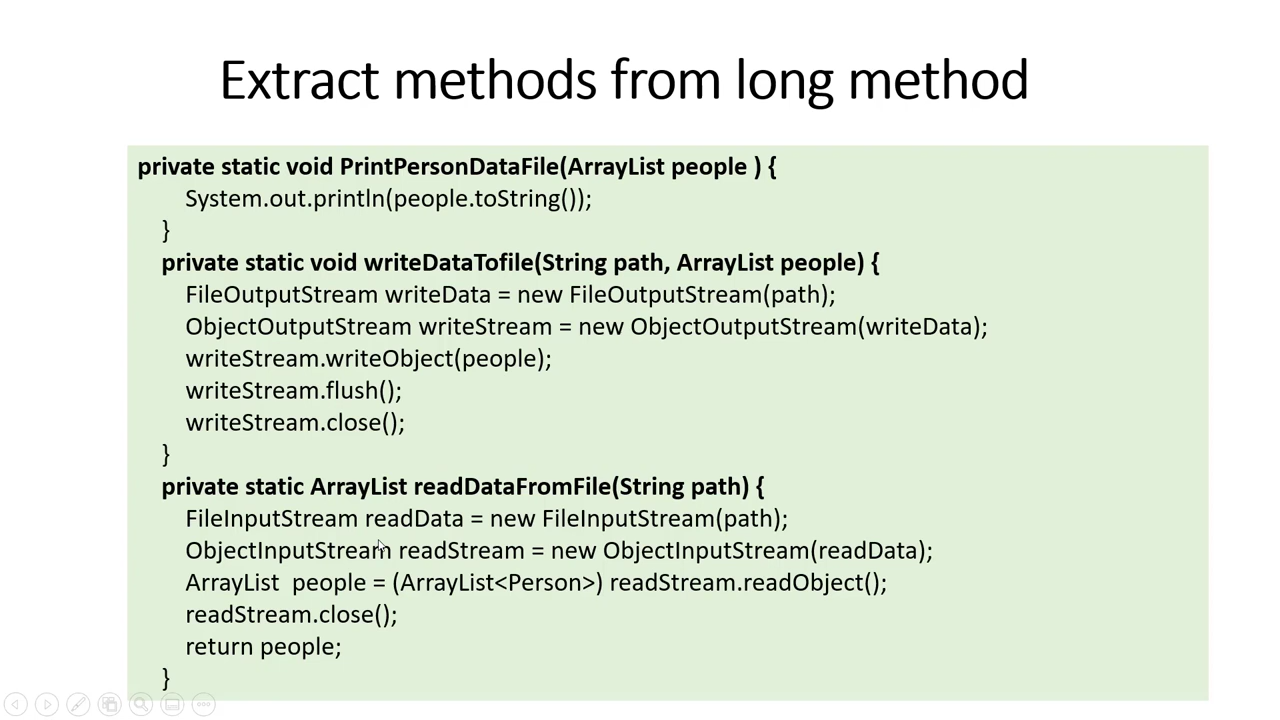 Extract methods from long method
private static void PrintPersonDataFile(ArrayList people ) {
System.out.println(people.toString());
}
private static void writeDataTofile(String path, ArrayList people) {
FileOutputStream writeData = new FileOutputStream(path);
ObjectOutputStream writeStream = new ObjectOutputStream(writeData);
writeStream.writeObject(people);
writeStream.flush();
writeStream.close();
}
private static ArrayList readDataFromFile(String path) {
FileInputStream readData = new FileInputStream(path);
ObjectInputStream readStream = new ObjectInputStream(readData);
ArrayList  people = (ArrayList<Person>) readStream.readObject();
readStream.close();
return people;
}